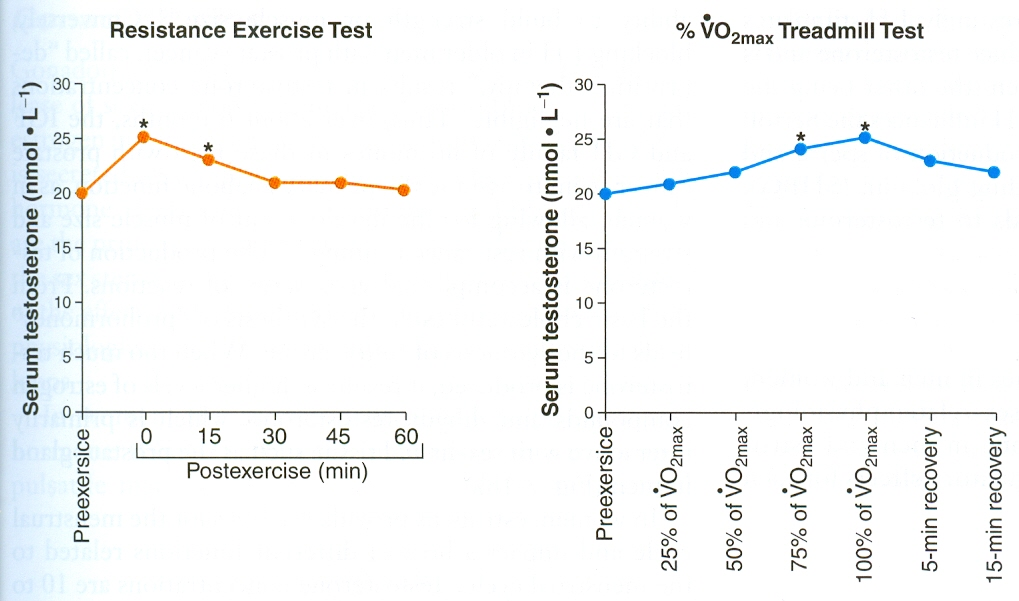 Resistance Exercise Test
Serum testosterone (nmol • L⁻¹)
30
25
20
15
10
5
0
*
*
Preexersice
0 15 30 45 60
Postexercise (min)
% V̇O₂max Treadmill Test
Serum testosterone (nmol • L⁻¹)
30
25
20
15
10
5
0
*
*
Preexersice
25% of V̇O₂max
50% of V̇O₂max
75% of V̇O₂max
100% of V̇O₂max
5-min recovery
15-min recovery